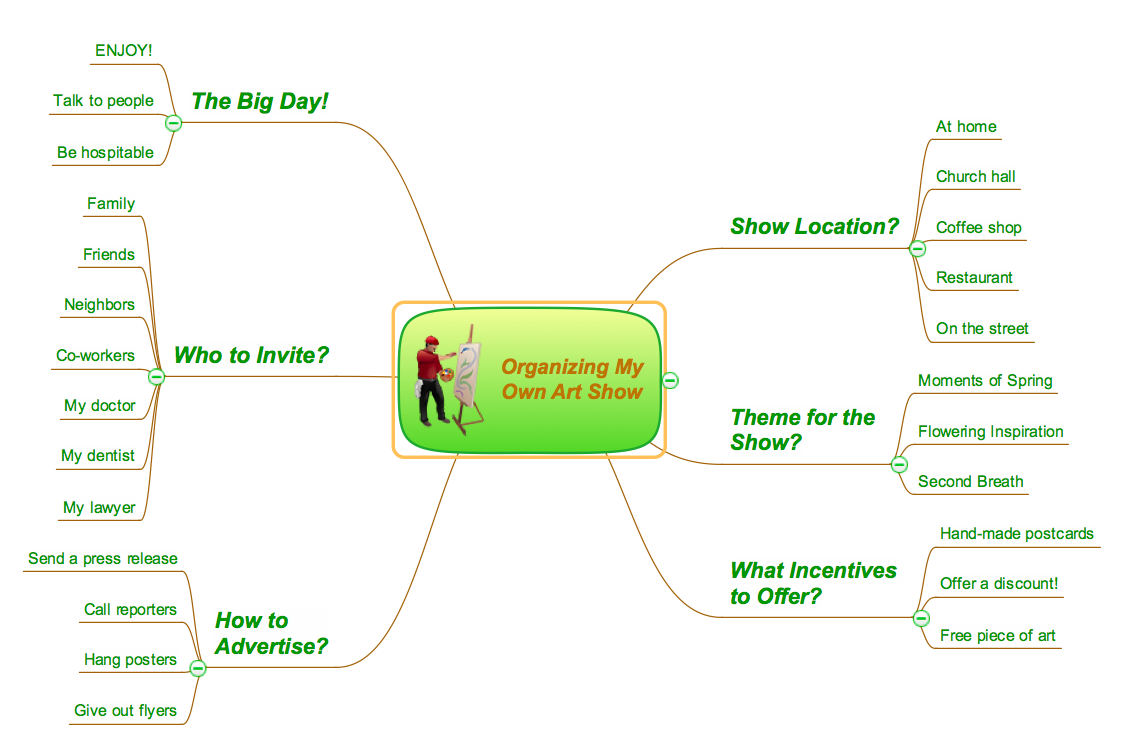 Organizing My
Own Art Show
Show Location?
At home
Church hall
Coffee shop
Restaurant
On the street
Theme for the
Show?
Moments of Spring
Flowering Inspiration
Second Breath
What Incentives
to Offer?
Hand-made postcards
Offer a discount!
Free piece of art
How to
Advertise?
Send a press release
Call reporters
Hang posters
Give out flyers
Who to Invite?
Family
Friends
Neighbors
Co-workers
My doctor
My dentist
My lawyer
The Big Day!
ENJOY!
Talk to people
Be hospitable